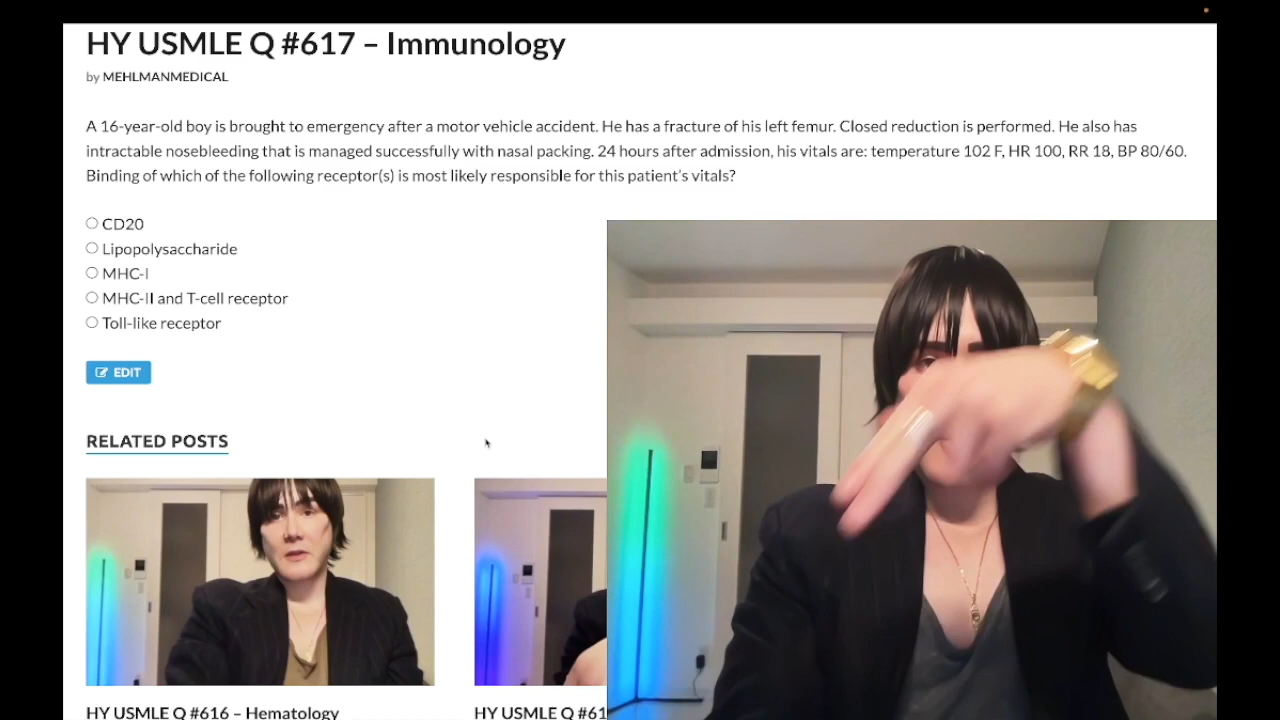 HY USMLE Q #617 – Immunology
by MEHLMANMEDICAL
A 16-year-old boy is brought to emergency after a motor vehicle accident. He has a fracture of his left femur. Closed reduction is performed. He also has
intractable nosebleeding that is managed successfully with nasal packing. 24 hours after admission, his vitals are: temperature 102 F, HR 100, RR 18, BP 80/60.
Binding of which of the following receptor(s) is most likely responsible for this patient's vitals?
CD20
Lipopolysaccharide
MHC-I
MHC-II and T-cell receptor
Toll-like receptor
EDIT
RELATED POSTS
HY USMLE Q #616 – Hematology
HY USMLE Q #61